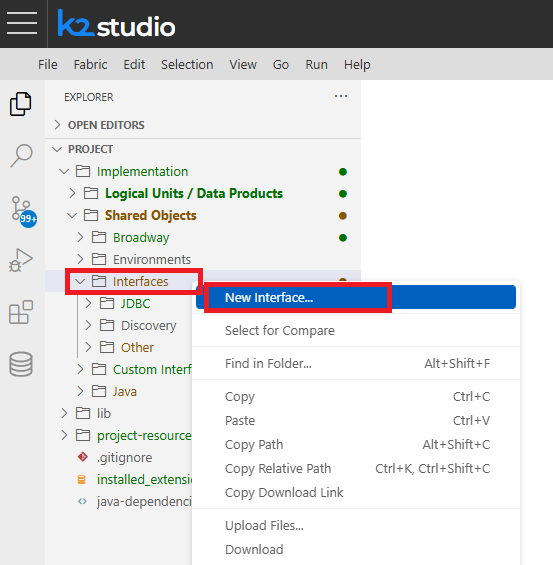 k2studio
File Fabric Edit Selection View Go Run Help
EXPLORER ...
OPEN EDITORS
PROJECT
Implementation
Logical Units / Data Products
Shared Objects
99+
Broadway
Environments
Interfaces
JDBC
Discovery
Other
Custom Interf
Java
lib
project-resource
.gitignore
installed_extensio
java-dependenci
New Interface...
Select for Compare
Find in Folder... Alt+Shift+F
Copy Ctrl+C
Paste Ctrl+V
Copy Path Alt+Shift+C
Copy Relative Path Ctrl+K, Ctrl+Shift+C
Copy Download Link
Upload Files...
Download